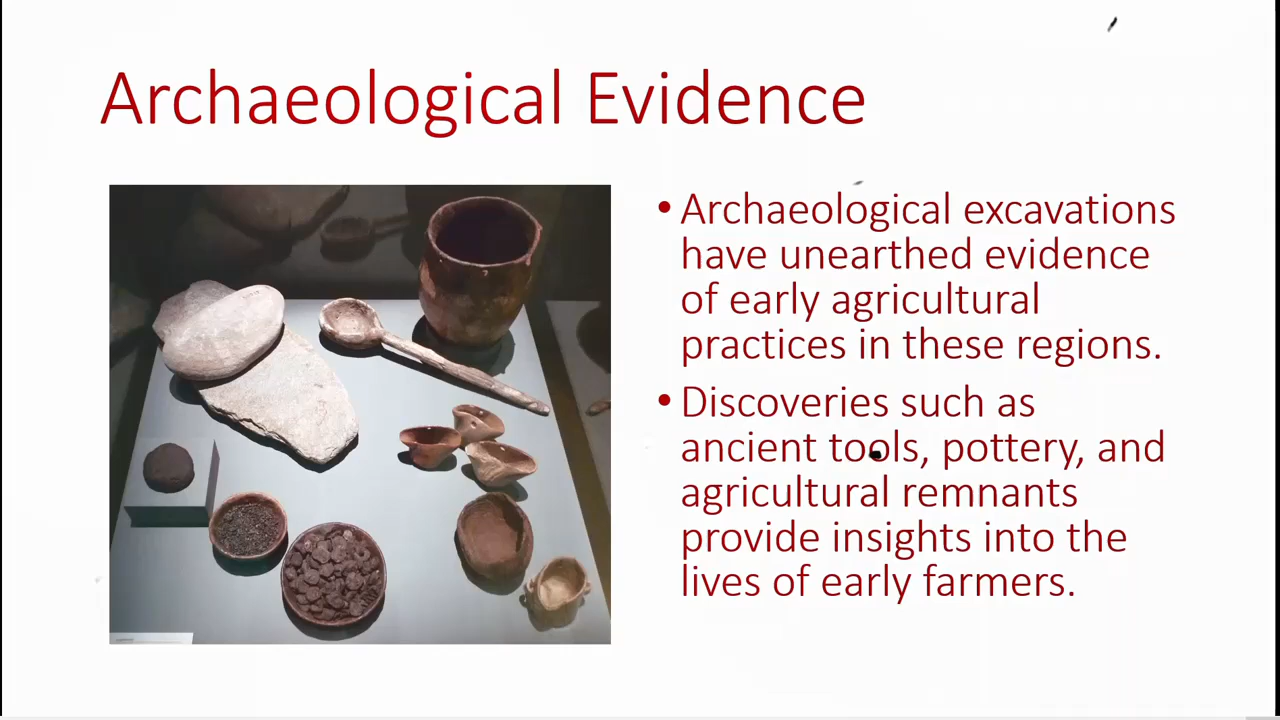 Archaeological Evidence
• Archaeological excavations
have unearthed evidence
of early agricultural
practices in these regions.
• Discoveries such as
ancient tools, pottery, and
agricultural remnants
provide insights into the
lives of early farmers.